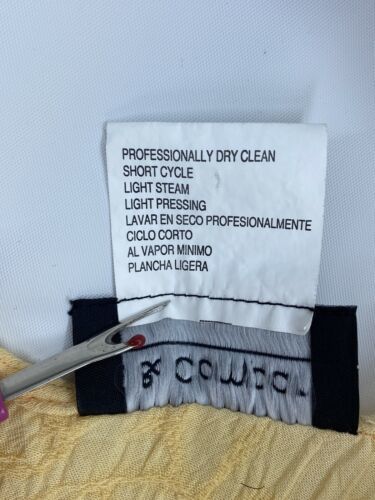 PROFESSIONALLY DRY CLEAN
SHORT CYCLE
LIGHT STEAM
LIGHT PRESSING
LAVAR EN SECO PROFESIONALMENTE
CICLO CORTO
AL VAPOR MINIMO
PLANCHA LIGERA
&